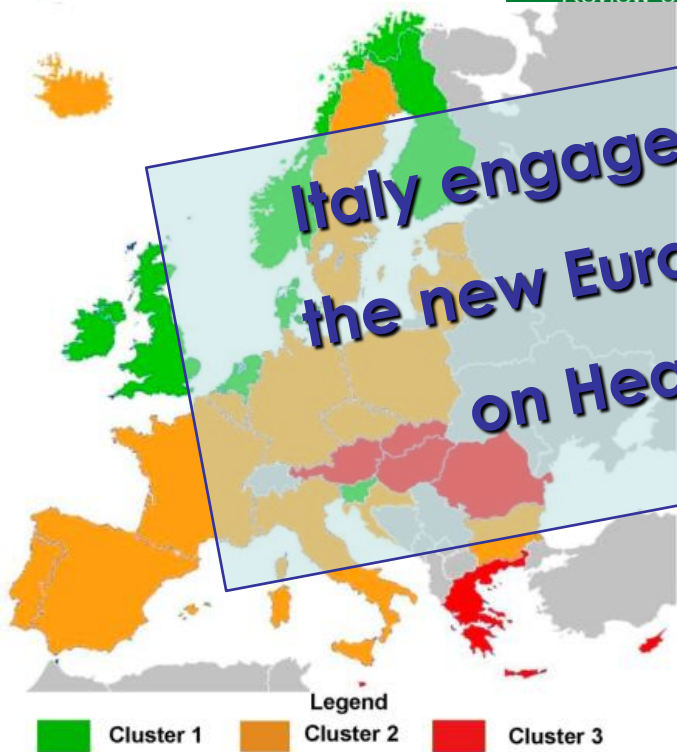 Italy engage
the new Euro
on Hea
Legend
Cluster 1
Cluster 2
Cluster 3